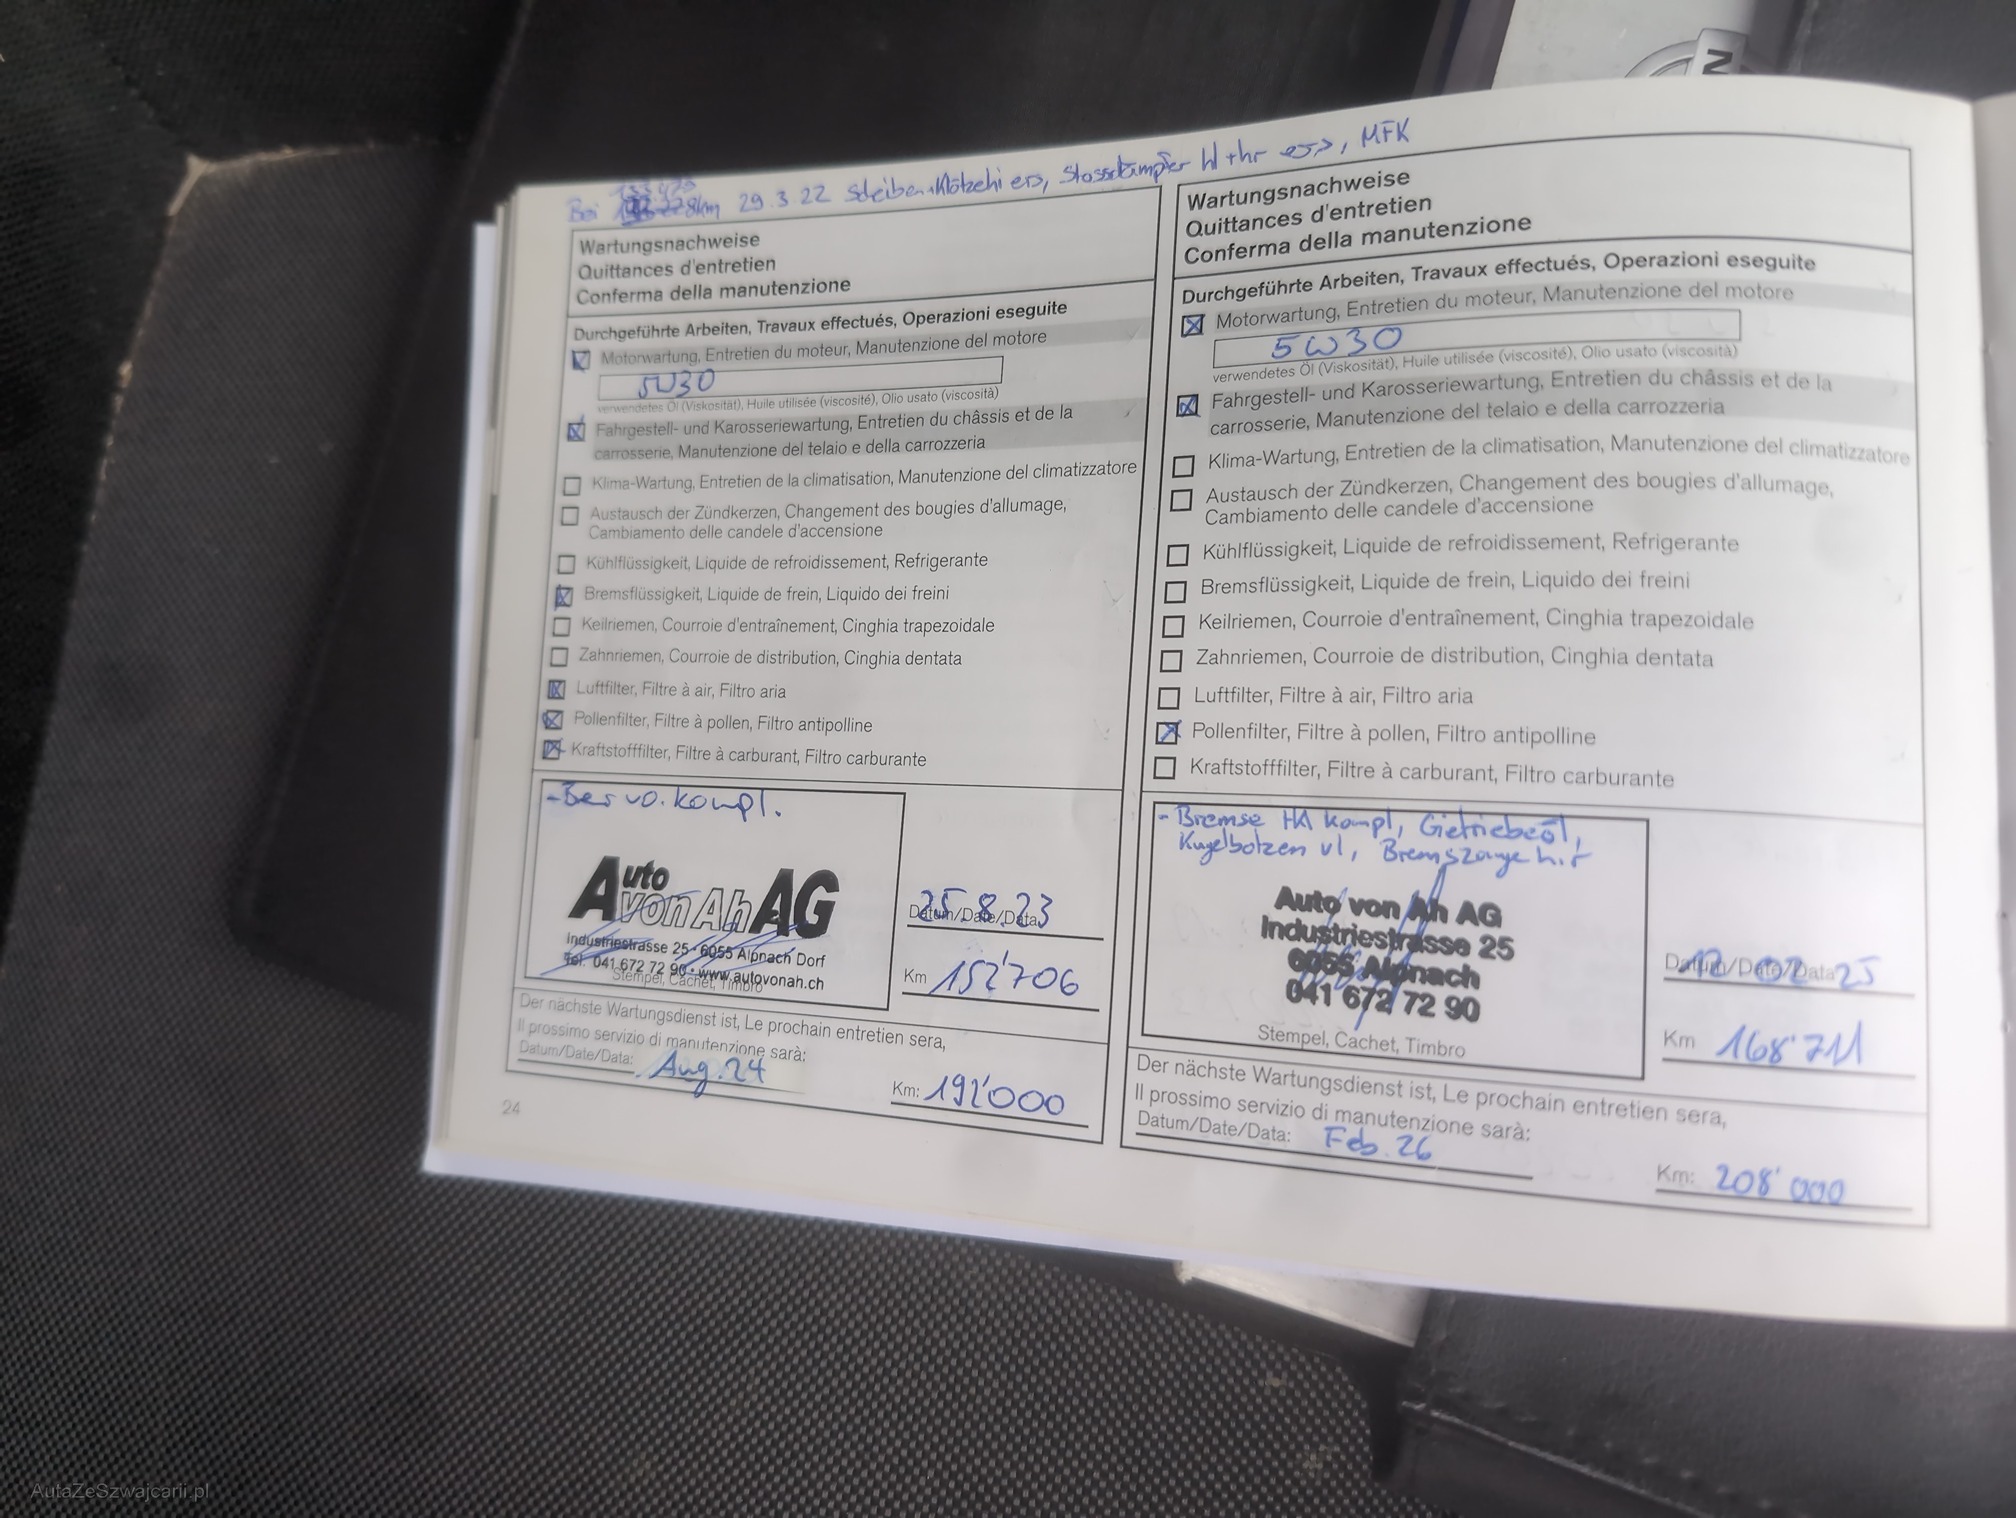 N
Bei 29.3.22 Scheiben+Klötzchi ers, Stossdämpfer H+hr ers, MFK
Wartungsnachweise
Quittances d'entretien
Conferma della manutenzione
Durchgeführte Arbeiten, Travaux effectués, Operazioni eseguite
Motorwartung, Entretien du moteur, Manutenzione del motore
5W30
verwendetes Öl (Viskosität), Huile utilisée (viscosité), Olio usato (viscosità)
Fahrgestell- und Karosseriewartung, Entretien du châssis et de la
carrosserie, Manutenzione del telaio e della carrozzeria
Klima-Wartung, Entretien de la climatisation, Manutenzione del climatizzatore
Austausch der Zündkerzen, Changement des bougies d'allumage,
Cambiamento delle candele d'accensione
Kühlflüssigkeit, Liquide de refroidissement, Refrigerante
Bremsflüssigkeit, Liquide de frein, Liquido dei freini
Keilriemen, Courroie d'entraînement, Cinghia trapezoidale
Zahnriemen, Courroie de distribution, Cinghia dentata
Luftfilter, Filtre à air, Filtro aria
Pollenfilter, Filtre à pollen, Filtro antipolline
Kraftstofffilter, Filtre à carburant, Filtro carburante
vo. kompl.
Auto
von Ah AG
Industriestrasse 25 • 6055 Alpnach Dorf
Tel. 041 672 72 90 • www.autovonah.ch
Stempel, Cachet, Timbro
Datum/Date/Data 25.8.23
Km 152'706
Der nächste Wartungsdienst ist, Le prochain entretien sera,
Il prossimo servizio di manutenzione sarà:
Datum/Date/Data: Aug. 24
Km: 192'000
24
Wartungsnachweise
Quittances d'entretien
Conferma della manutenzione
Durchgeführte Arbeiten, Travaux effectués, Operazioni eseguite
Motorwartung, Entretien du moteur, Manutenzione del motore
5W30
verwendetes Öl (Viskosität), Huile utilisée (viscosité), Olio usato (viscosità)
Fahrgestell- und Karosseriewartung, Entretien du châssis et de la
carrosserie, Manutenzione del telaio e della carrozzeria
Klima-Wartung, Entretien de la climatisation, Manutenzione del climatizzatore
Austausch der Zündkerzen, Changement des bougies d'allumage,
Cambiamento delle candele d'accensione
Kühlflüssigkeit, Liquide de refroidissement, Refrigerante
Bremsflüssigkeit, Liquide de frein, Liquido dei freini
Keilriemen, Courroie d'entraînement, Cinghia trapezoidale
Zahnriemen, Courroie de distribution, Cinghia dentata
Luftfilter, Filtre à air, Filtro aria
Pollenfilter, Filtre à pollen, Filtro antipolline
Kraftstofffilter, Filtre à carburant, Filtro carburante
- Bremse HA kompl, Getriebeöl,
Kugelbolzen vl, Bremszange h.r
Auto von Ah AG
Industriestrasse 25
6055 Alpnach
041 672 72 90
Stempel, Cachet, Timbro
Datum/Date/Data 12 02 25
Km 168'711
Der nächste Wartungsdienst ist, Le prochain entretien sera,
Il prossimo servizio di manutenzione sarà:
Datum/Date/Data: Feb. 26
Km: 208'000
AutaZeSzwajcarii.pl